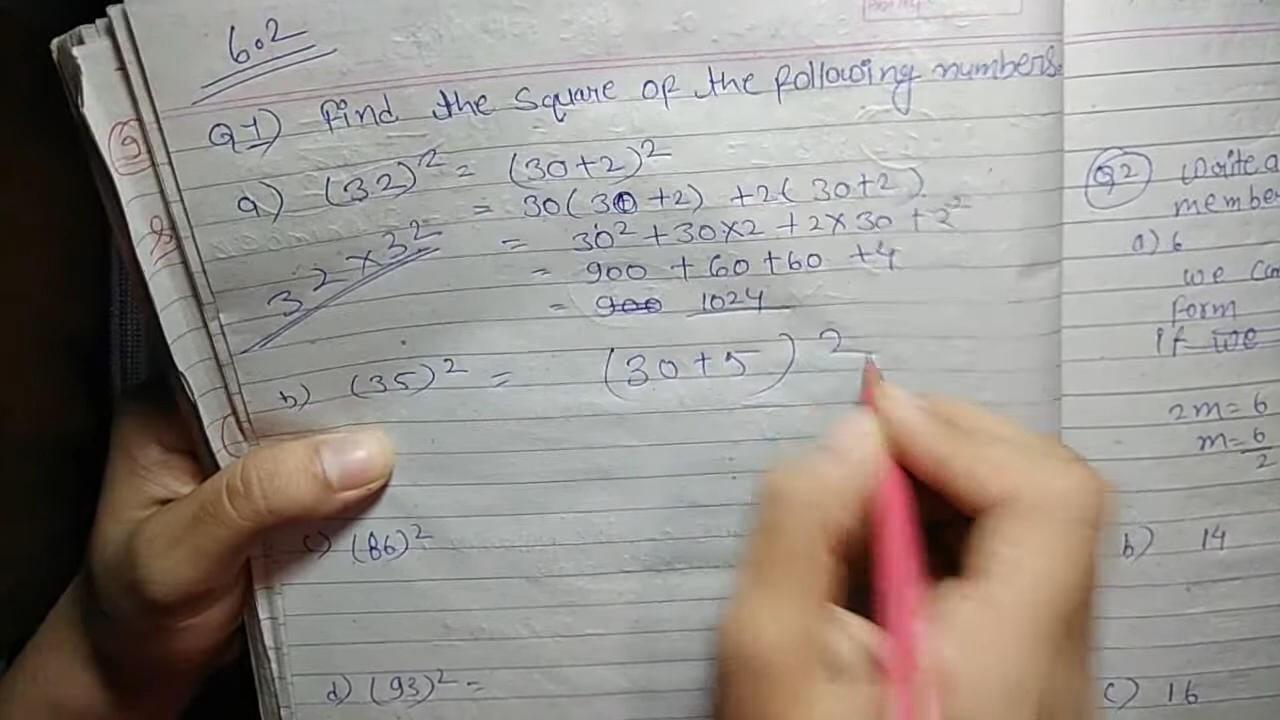 6.2
Q1) Find the square of the following numbers.
a) (32)² = (30+2)²
= 30(30+2) +2(30+2)
= 30² + 30×2 + 2×30 + 2²
= 900 + 60 + 60 + 4
= 900 1024
32×32
b) (35)² = (30+5)²
c) (86)²
d) (93)² =
Q2 Write a
member
a) 6
we can
form
if we
2m = 6
m = 6/2
b) 14
c) 16